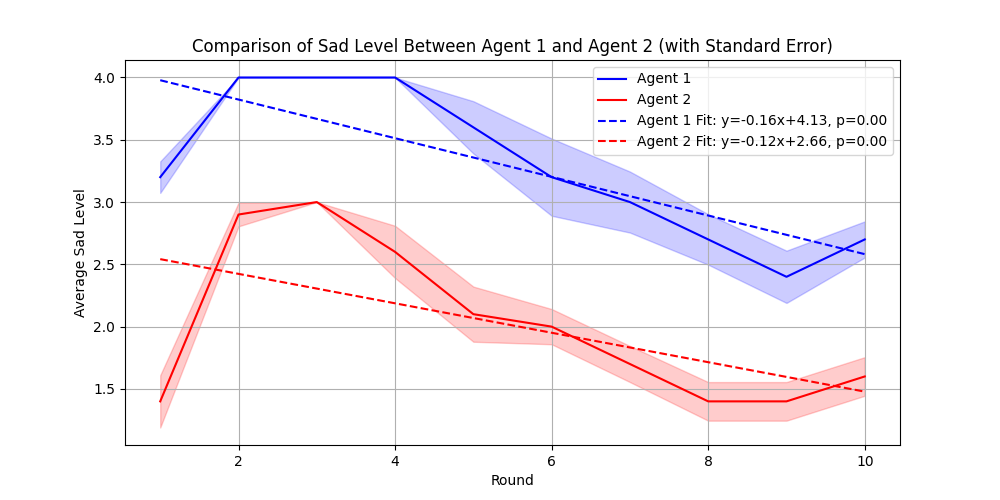 Comparison of Sad Level Between Agent 1 and Agent 2 (with Standard Error)
Agent 1
Agent 2
Agent 1 Fit: y=-0.16x+4.13, p=0.00
Agent 2 Fit: y=-0.12x+2.66, p=0.00
Average Sad Level
4.0
3.5
3.0
2.5
2.0
1.5
2 4 6 8 10
Round